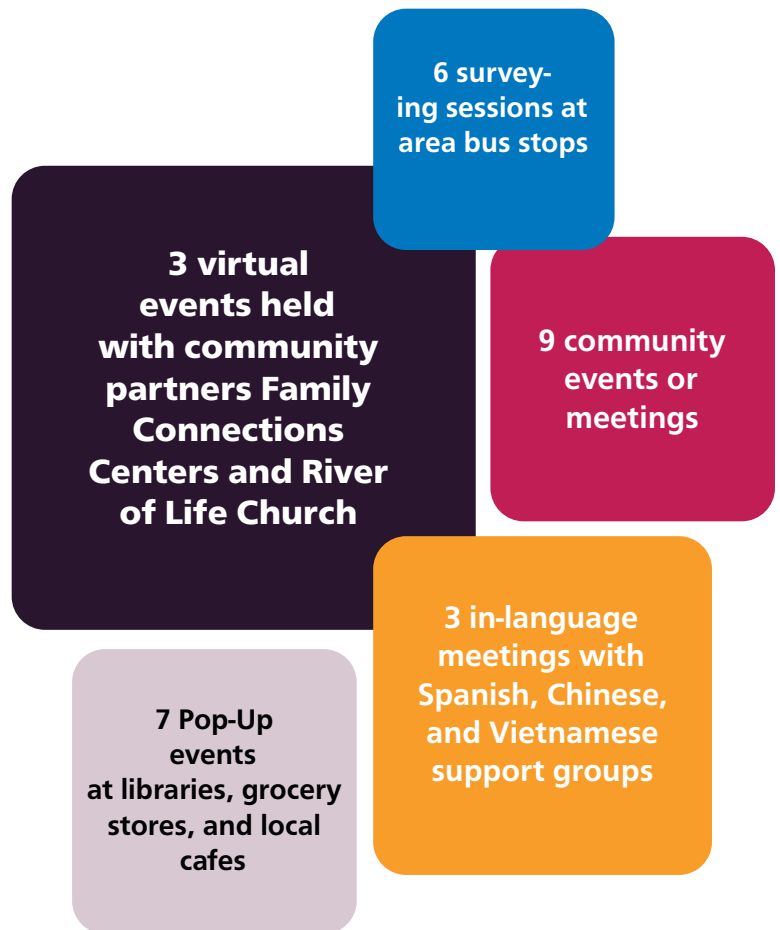 6 survey-
ing sessions at
area bus stops
3 virtual
events held
with community
partners Family
Connections
Centers and River
of Life Church
9 community
events or
meetings
3 in-language
meetings with
Spanish, Chinese,
and Vietnamese
support groups
7 Pop-Up
events
at libraries, grocery
stores, and local
cafes